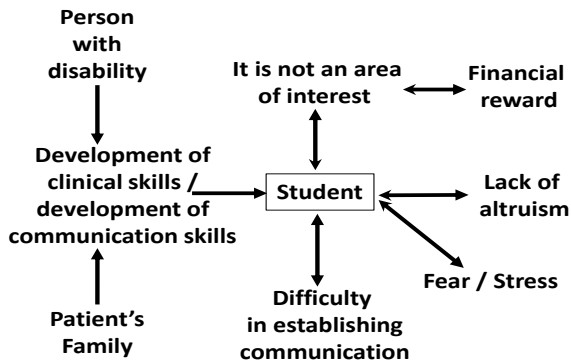 Person
with
disability
It is not an area
of interest
Financial
reward
Development of
clinical skills /
development of
communication skills
Student
Lack of
altruism
Fear / Stress
Difficulty
in establishing
communication
Patient’s
Family